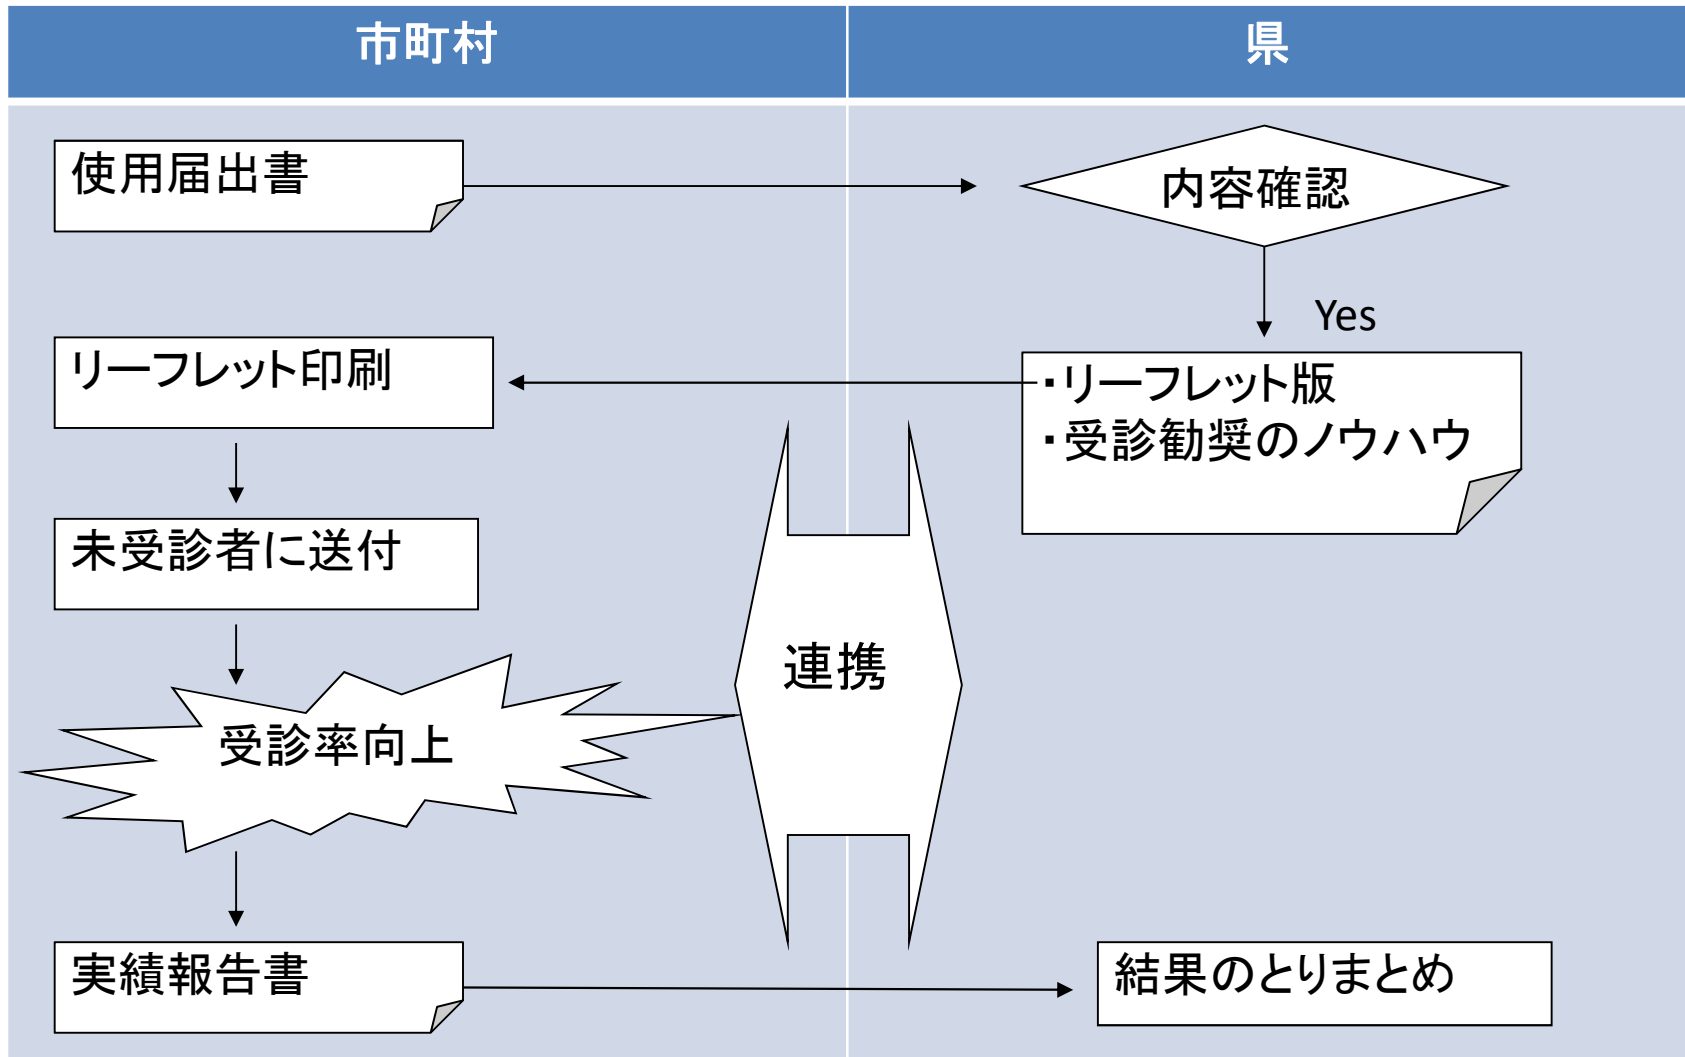 市町村
県
使用届出書
内容確認
Yes
リーフレット印刷
・リーフレット版
・受診勧奨のノウハウ
未受診者に送付
連携
受診率向上
実績報告書
結果のとりまとめ